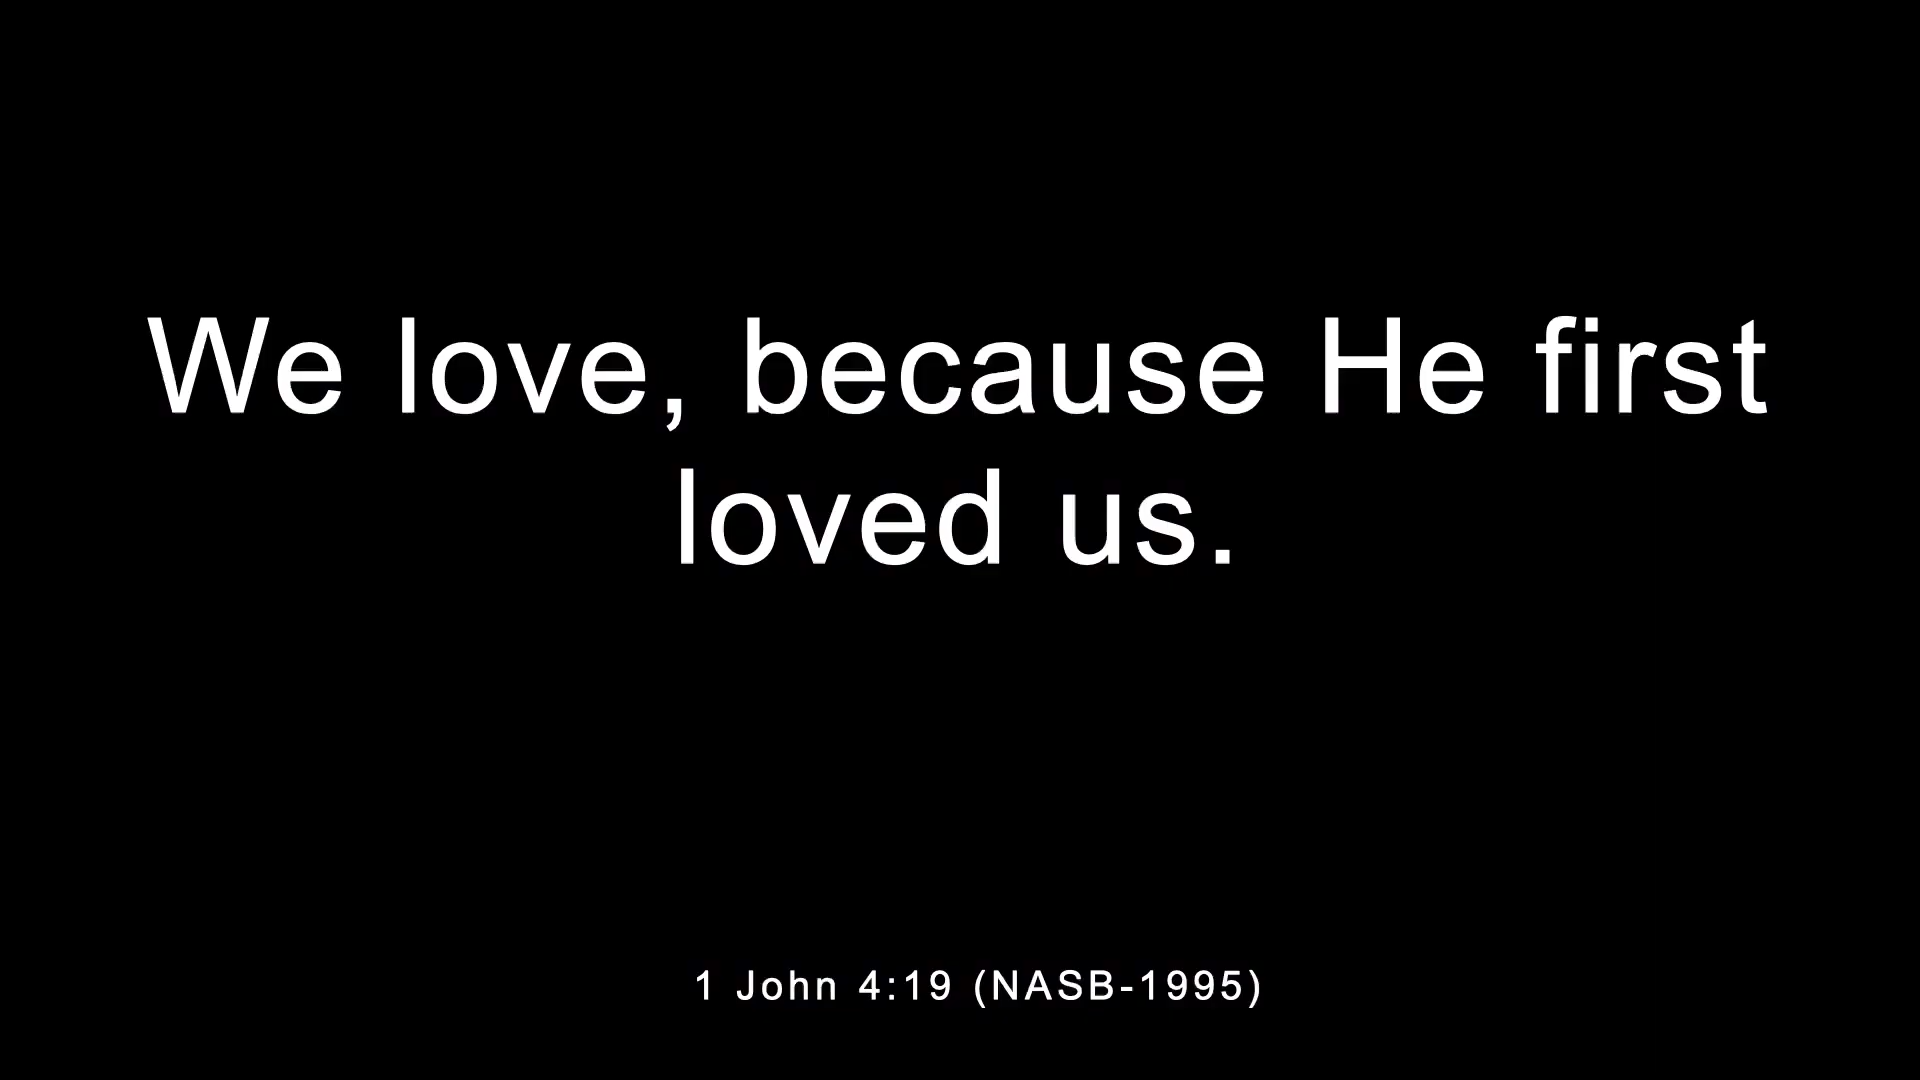 We love, because He first
loved us.
1 John 4:19 (NASB-1995)